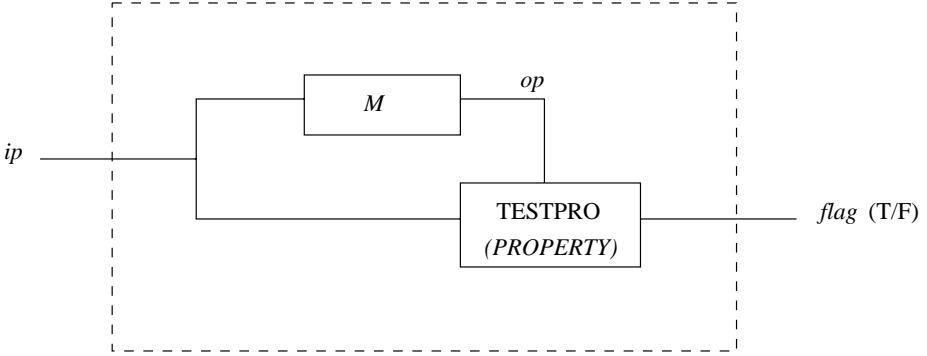 op
M
ip
TESTPRO
flag (T/F)
(PROPERTY)